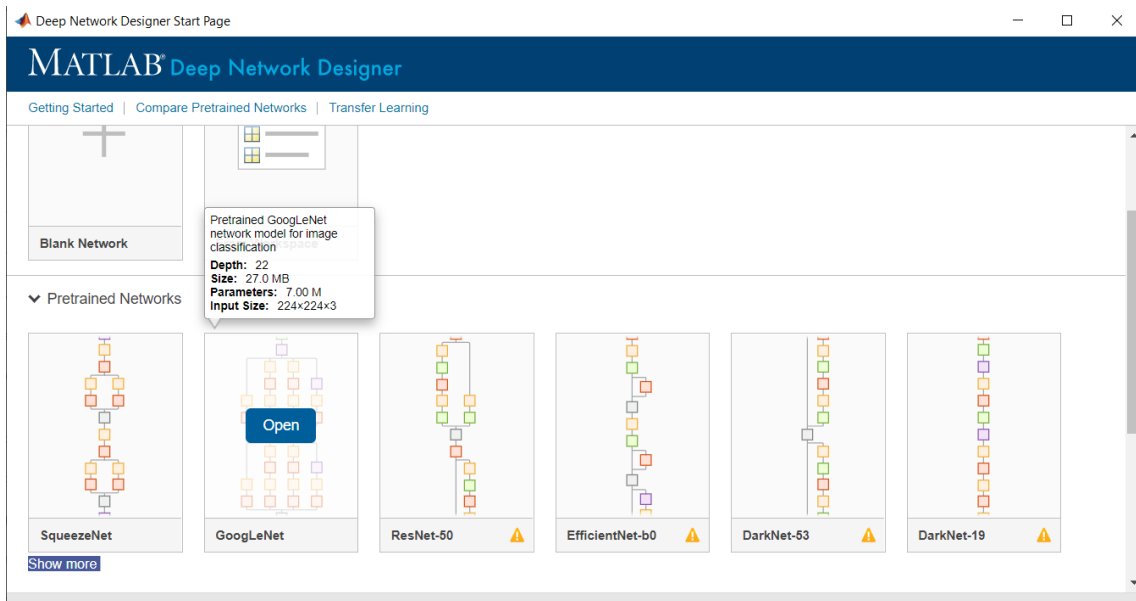 Deep Network Designer Start Page
MATLAB® Deep Network Designer
Getting Started | Compare Pretrained Networks | Transfer Learning
Blank Network
space
Pretrained GoogLeNet
network model for image
classification
Depth: 22
Size: 27.0 MB
Parameters: 7.00 M
Input Size: 224×224×3
Pretrained Networks
Open
SqueezeNet
GoogLeNet
ResNet-50
EfficientNet-b0
DarkNet-53
DarkNet-19
Show more